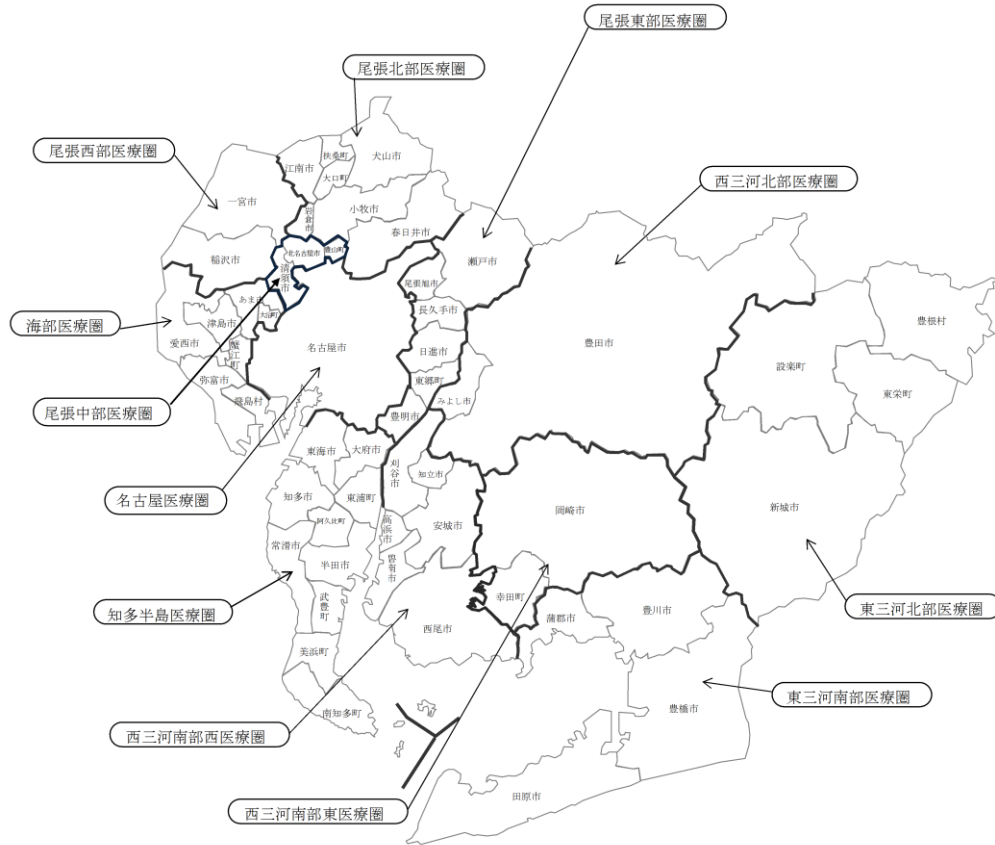 尾張東部医療圏
尾張北部医療圏
尾張西部医療圏
西三河北部医療圏
扶桑町
犬山市
江南市
大口町
一宮市
岩倉市
小牧市
春日井市
北名古屋市
豊山町
稲沢市
清須市
瀬戸市
尾張旭市
あま市
大治町
長久手市
海部医療圏
津島市
愛西市
蟹江町
名古屋市
日進市
豊田市
豊根村
設楽町
東栄町
弥富市
飛島村
東郷町
みよし市
尾張中部医療圏
豊明市
東海市
大府市
刈谷市
知立市
名古屋医療圏
知多市
東浦町
阿久比町
高浜市
安城市
岡崎市
新城市
常滑市
半田市
碧南市
知多半島医療圏
武豊町
幸田町
蒲郡市
豊川市
東三河北部医療圏
西尾市
美浜町
南知多町
豊橋市
東三河南部医療圏
西三河南部西医療圏
田原市
西三河南部東医療圏